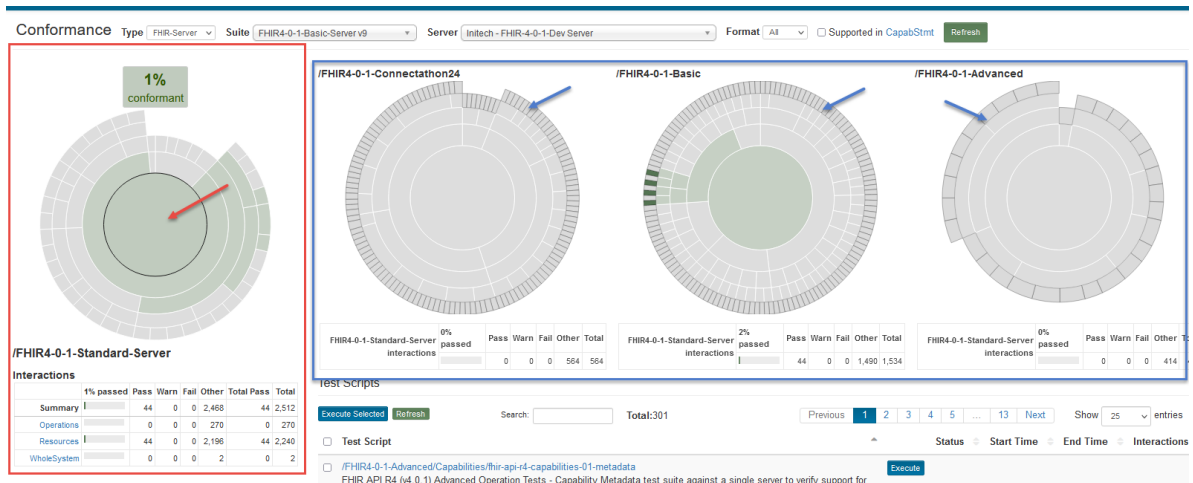 Conformance Type FHIR-Server Suite FHIR4-0-1-Basic-Server v9 Server Initech - FHIR-4-0-1-Dev Server Format All Supported in CapabStmt Refresh
1%
conformant
/FHIR4-0-1-Standard-Server
Interactions
1% passed Pass Warn Fail Other Total Pass Total
Summary 44 0 0 2,468 44 2,512
Operations 0 0 0 270 0 270
Resources 44 0 0 2,196 44 2,240
WholeSystem 0 0 0 2 0 2
/FHIR4-0-1-Connectathon24
FHIR4-0-1-Standard-Server interactions 0% passed Pass Warn Fail Other Total
0 0 0 564 564
/FHIR4-0-1-Basic
FHIR4-0-1-Standard-Server interactions 2% passed Pass Warn Fail Other Total
44 0 0 1,490 1,534
/FHIR4-0-1-Advanced
FHIR4-0-1-Standard-Server interactions 0% passed Pass Warn Fail Other
0 0 0 414
Test Scripts
Execute Selected Refresh Search: Total:301 Previous 1 2 3 4 5 ... 13 Next Show 25 entries
Test Script Status Start Time End Time Interactions
/FHIR4-0-1-Advanced/Capabilities/fhir-api-r4-capabilities-01-metadata Execute
FHIR API R4 (v4.0.1) Advanced Operation Tests - Capability Metadata test suite against a single server to verify support for